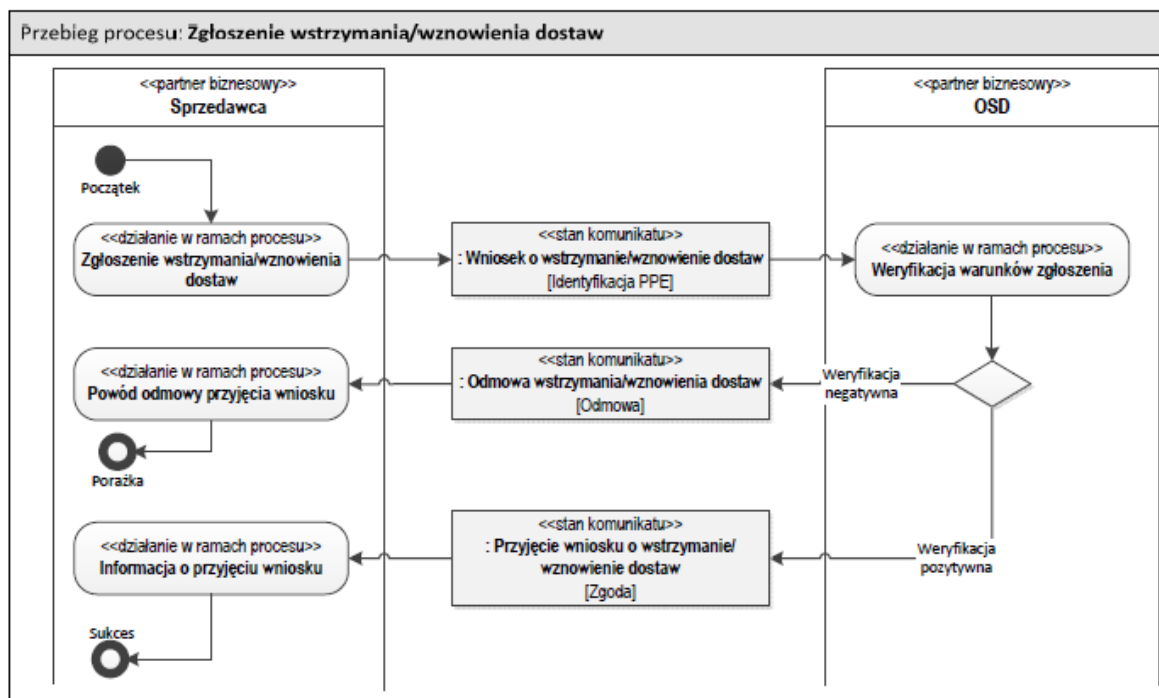 Przebieg procesu: Zgłoszenie wstrzymania/wznowienia dostaw
<<partner biznesowy>>
Sprzedawca
<<partner biznesowy>>
OSD
Początek
<<działanie w ramach procesu>>
Zgłoszenie wstrzymania/wznowienia
dostaw
<<stan komunikatu>>
: Wniosek o wstrzymanie/wznowienie dostaw
[Identyfikacja PPE]
<<działanie w ramach procesu>>
Weryfikacja warunków zgłoszenia
<<działanie w ramach procesu>>
Powód odmowy przyjęcia wniosku
<<stan komunikatu>>
: Odmowa wstrzymania/wznowienia dostaw
[Odmowa]
Weryfikacja
negatywna
Porażka
<<działanie w ramach procesu>>
Informacja o przyjęciu wniosku
<<stan komunikatu>>
: Przyjęcie wniosku o wstrzymanie/
wznowienie dostaw
[Zgoda]
Weryfikacja
pozytywna
Sukces